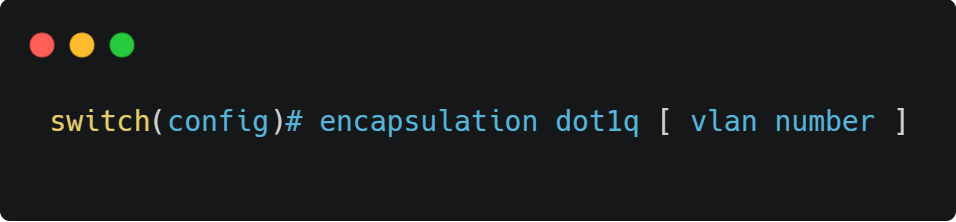 switch(config)# encapsulation dot1q [ vlan number ]